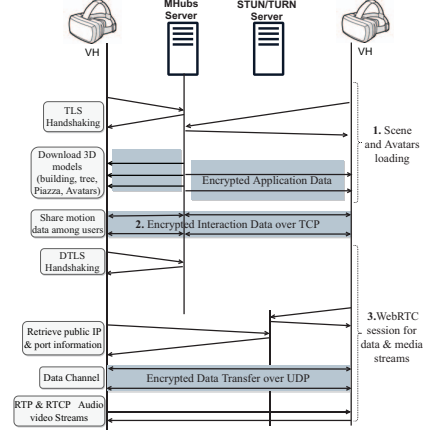 MHubs
Server
STUN/TURN
Server
VH
VH
TLS
Handshaking
1. Scene
and Avatars
loading
Download 3D
models
(building, tree,
Piazza, Avatars)
Encrypted Application Data
Share motion
data among users
2. Encrypted Interaction Data over TCP
DTLS
Handshaking
3.WebRTC
session for
data & media
streams
Retrieve public IP
& port information
Data Channel
Encrypted Data Transfer over UDP
RTP & RTCP Audio
video Streams